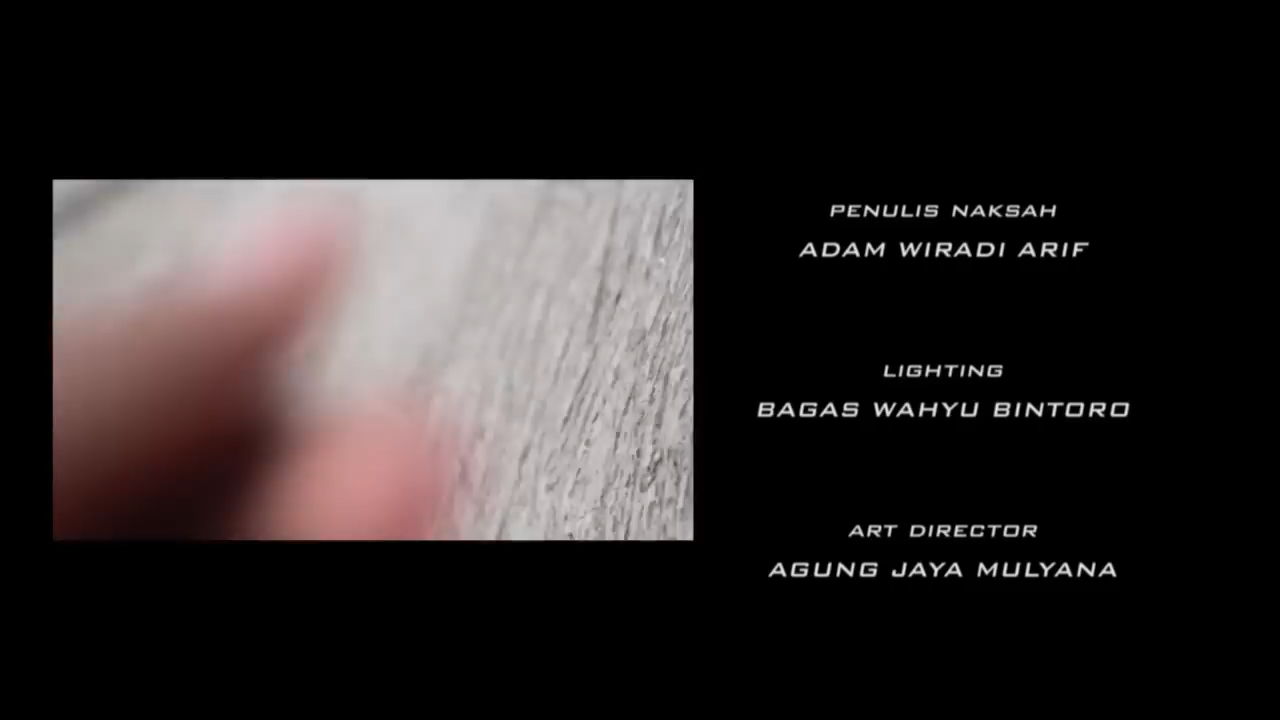 PENULIS NAKSAH
ADAM WIRADI ARIF
LIGHTING
BAGAS WAHYU BINTORO
ART DIRECTOR
AGUNG JAYA MULYANA